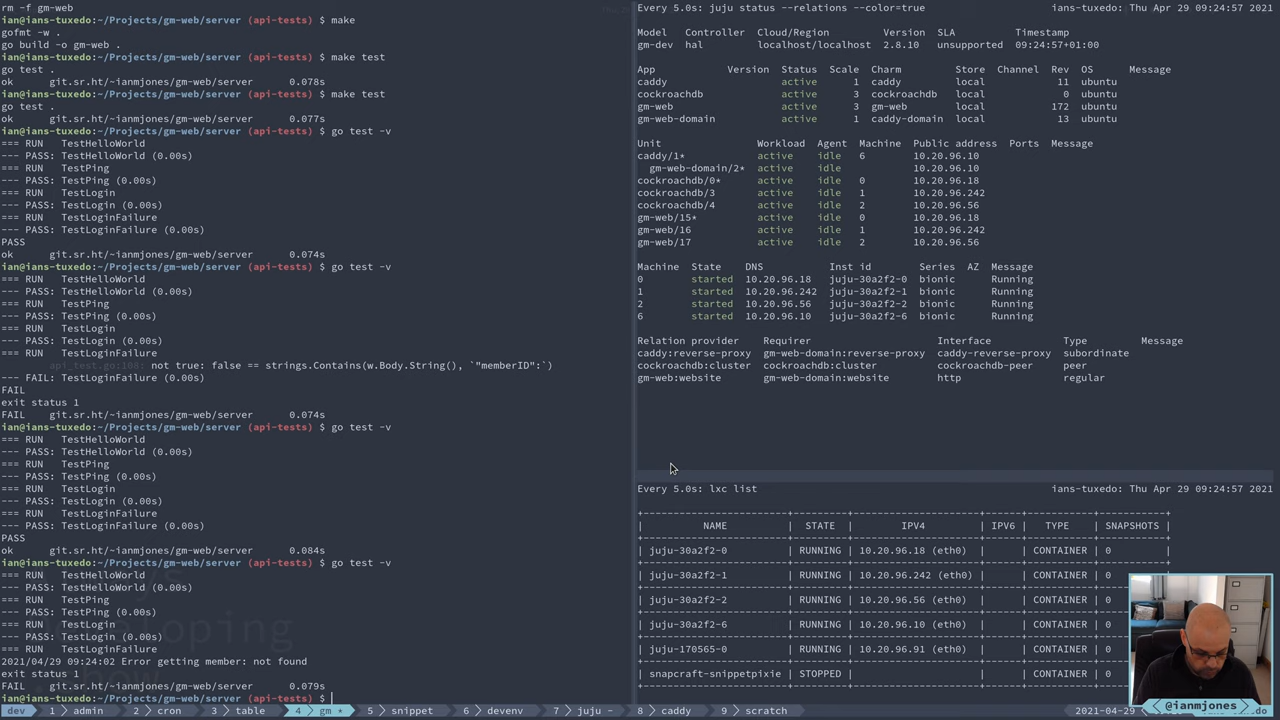 rm -f gm-web
ian@ians-tuxedo:~/Projects/gm-web/server (api-tests) $ make
gofmt -w .
go build -o gm-web .
ian@ians-tuxedo:~/Projects/gm-web/server (api-tests) $ make test
go test .
ok git.sr.ht/~ianmjones/gm-web/server 0.078s
ian@ians-tuxedo:~/Projects/gm-web/server (api-tests) $ make test
go test .
ok git.sr.ht/~ianmjones/gm-web/server 0.077s
ian@ians-tuxedo:~/Projects/gm-web/server (api-tests) $ go test -v
=== RUN TestHelloWorld
--- PASS: TestHelloWorld (0.00s)
=== RUN TestPing
--- PASS: TestPing (0.00s)
=== RUN TestLogin
--- PASS: TestLogin (0.00s)
=== RUN TestLoginFailure
--- PASS: TestLoginFailure (0.00s)
PASS
ok git.sr.ht/~ianmjones/gm-web/server 0.074s
ian@ians-tuxedo:~/Projects/gm-web/server (api-tests) $ go test -v
=== RUN TestHelloWorld
--- PASS: TestHelloWorld (0.00s)
=== RUN TestPing
--- PASS: TestPing (0.00s)
=== RUN TestLogin
--- PASS: TestLogin (0.00s)
=== RUN TestLoginFailure
api_test.go:108: not true: false == strings.Contains(w.Body.String(), `"memberID":`)
--- FAIL: TestLoginFailure (0.00s)
FAIL
exit status 1
FAIL git.sr.ht/~ianmjones/gm-web/server 0.074s
ian@ians-tuxedo:~/Projects/gm-web/server (api-tests) $ go test -v
=== RUN TestHelloWorld
--- PASS: TestHelloWorld (0.00s)
=== RUN TestPing
--- PASS: TestPing (0.00s)
=== RUN TestLogin
--- PASS: TestLogin (0.00s)
=== RUN TestLoginFailure
--- PASS: TestLoginFailure (0.00s)
PASS
ok git.sr.ht/~ianmjones/gm-web/server 0.084s
ian@ians-tuxedo:~/Projects/gm-web/server (api-tests) $ go test -v
=== RUN TestHelloWorld
--- PASS: TestHelloWorld (0.00s)
=== RUN TestPing
--- PASS: TestPing (0.00s)
=== RUN TestLogin
--- PASS: TestLogin (0.00s)
=== RUN TestLoginFailure
2021/04/29 09:24:02 Error getting member: not found
exit status 1
FAIL git.sr.ht/~ianmjones/gm-web/server 0.079s
ian@ians-tuxedo:~/Projects/gm-web/server (api-tests) $
Every 5.0s: juju status --relations --color=true ians-tuxedo: Thu Apr 29 09:24:57 2021
Model Controller Cloud/Region Version SLA Timestamp
gm-dev hal localhost/localhost 2.8.10 unsupported 09:24:57+01:00
App Version Status Scale Charm Store Channel Rev OS Message
caddy active 1 caddy local 11 ubuntu
cockroachdb active 3 cockroachdb local 0 ubuntu
gm-web active 3 gm-web local 172 ubuntu
gm-web-domain active 1 caddy-domain local 13 ubuntu
Unit Workload Agent Machine Public address Ports Message
caddy/1* active idle 6 10.20.96.10
gm-web-domain/2* active idle 10.20.96.10
cockroachdb/0* active idle 0 10.20.96.18
cockroachdb/3 active idle 1 10.20.96.242
cockroachdb/4 active idle 2 10.20.96.56
gm-web/15* active idle 0 10.20.96.18
gm-web/16 active idle 1 10.20.96.242
gm-web/17 active idle 2 10.20.96.56
Machine State DNS Inst id Series AZ Message
0 started 10.20.96.18 juju-30a2f2-0 bionic Running
1 started 10.20.96.242 juju-30a2f2-1 bionic Running
2 started 10.20.96.56 juju-30a2f2-2 bionic Running
6 started 10.20.96.10 juju-30a2f2-6 bionic Running
Relation provider Requirer Interface Type Message
caddy:reverse-proxy gm-web-domain:reverse-proxy caddy-reverse-proxy subordinate
cockroachdb:cluster cockroachdb:cluster cockroachdb-peer peer
gm-web:website gm-web-domain:website http regular
Every 5.0s: lxc list ians-tuxedo: Thu Apr 29 09:24:57 2021
| NAME | STATE | IPV4 | IPV6 | TYPE | SNAPSHOTS |
| juju-30a2f2-0 | RUNNING | 10.20.96.18 (eth0) | | CONTAINER | 0 |
| juju-30a2f2-1 | RUNNING | 10.20.96.242 (eth0) | | CONTAINER | 0
| juju-30a2f2-2 | RUNNING | 10.20.96.56 (eth0) | | CONTAINER | 0
| juju-30a2f2-6 | RUNNING | 10.20.96.10 (eth0) | | CONTAINER | 0
| juju-170565-0 | RUNNING | 10.20.96.91 (eth0) | | CONTAINER | 0
| snapcraft-snippetpixie | STOPPED | | | CONTAINER | 0
dev 1 admin 2 cron 3 table 4 gm * 5 snippet 6 devenv 7 juju - 8 caddy 9 scratch
@ianmjones